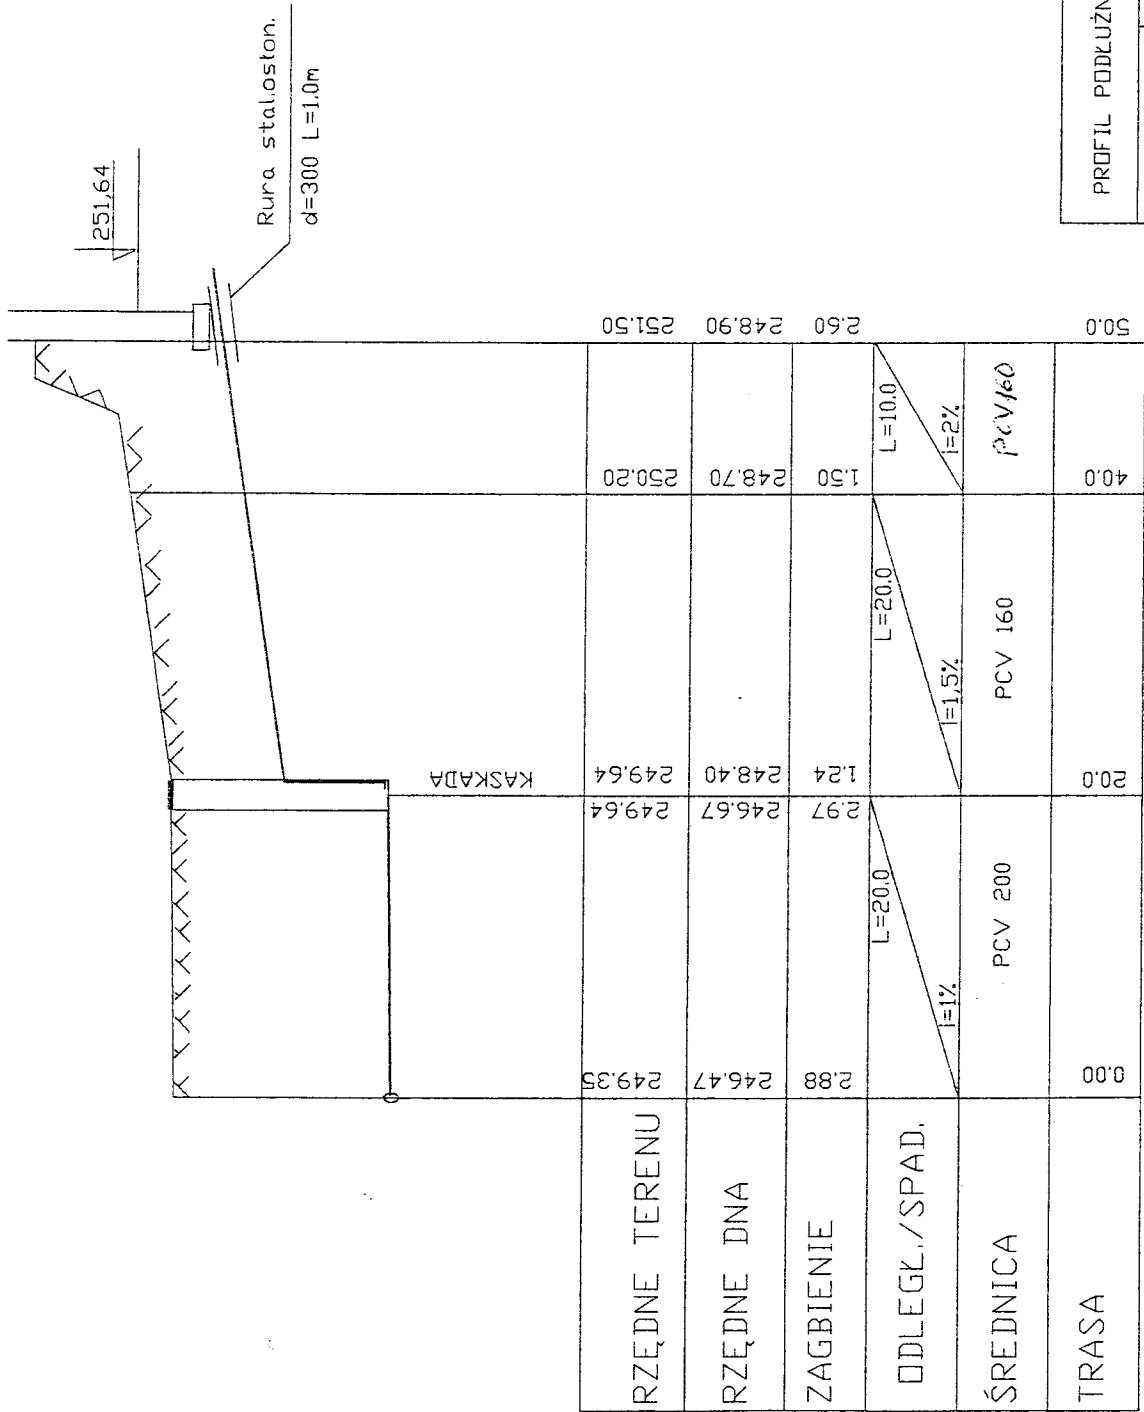 251,64
Rura stal.osłon.
d=300 L=1.0m
KASKADA
RZĘDNE TERENU
249.35
249.64
249.64
250.20
251.50
RZĘDNE DNA
246.47
246.67
248.40
248.70
248.90
ZAGBIENIE
2.88
2.97
1.24
1.50
2.60
ODLEGŁ./SPAD.
i=1%
L=20.0
i=1,5%
L=20.0
i=2%
L=10.0
ŚREDNICA
PCV 200
PCV 160
PCV 160
TRASA
0.00
20.0
40.0
50.0
PROFIL PODŁUŻN